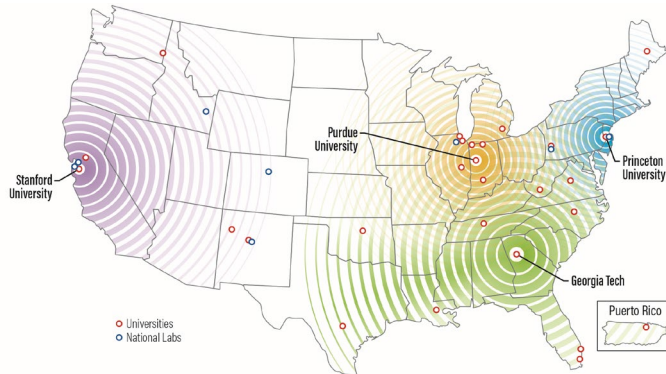 Purdue
University
Stanford
University
Princeton
University
Georgia Tech
Universities
National Labs
Puerto Rico